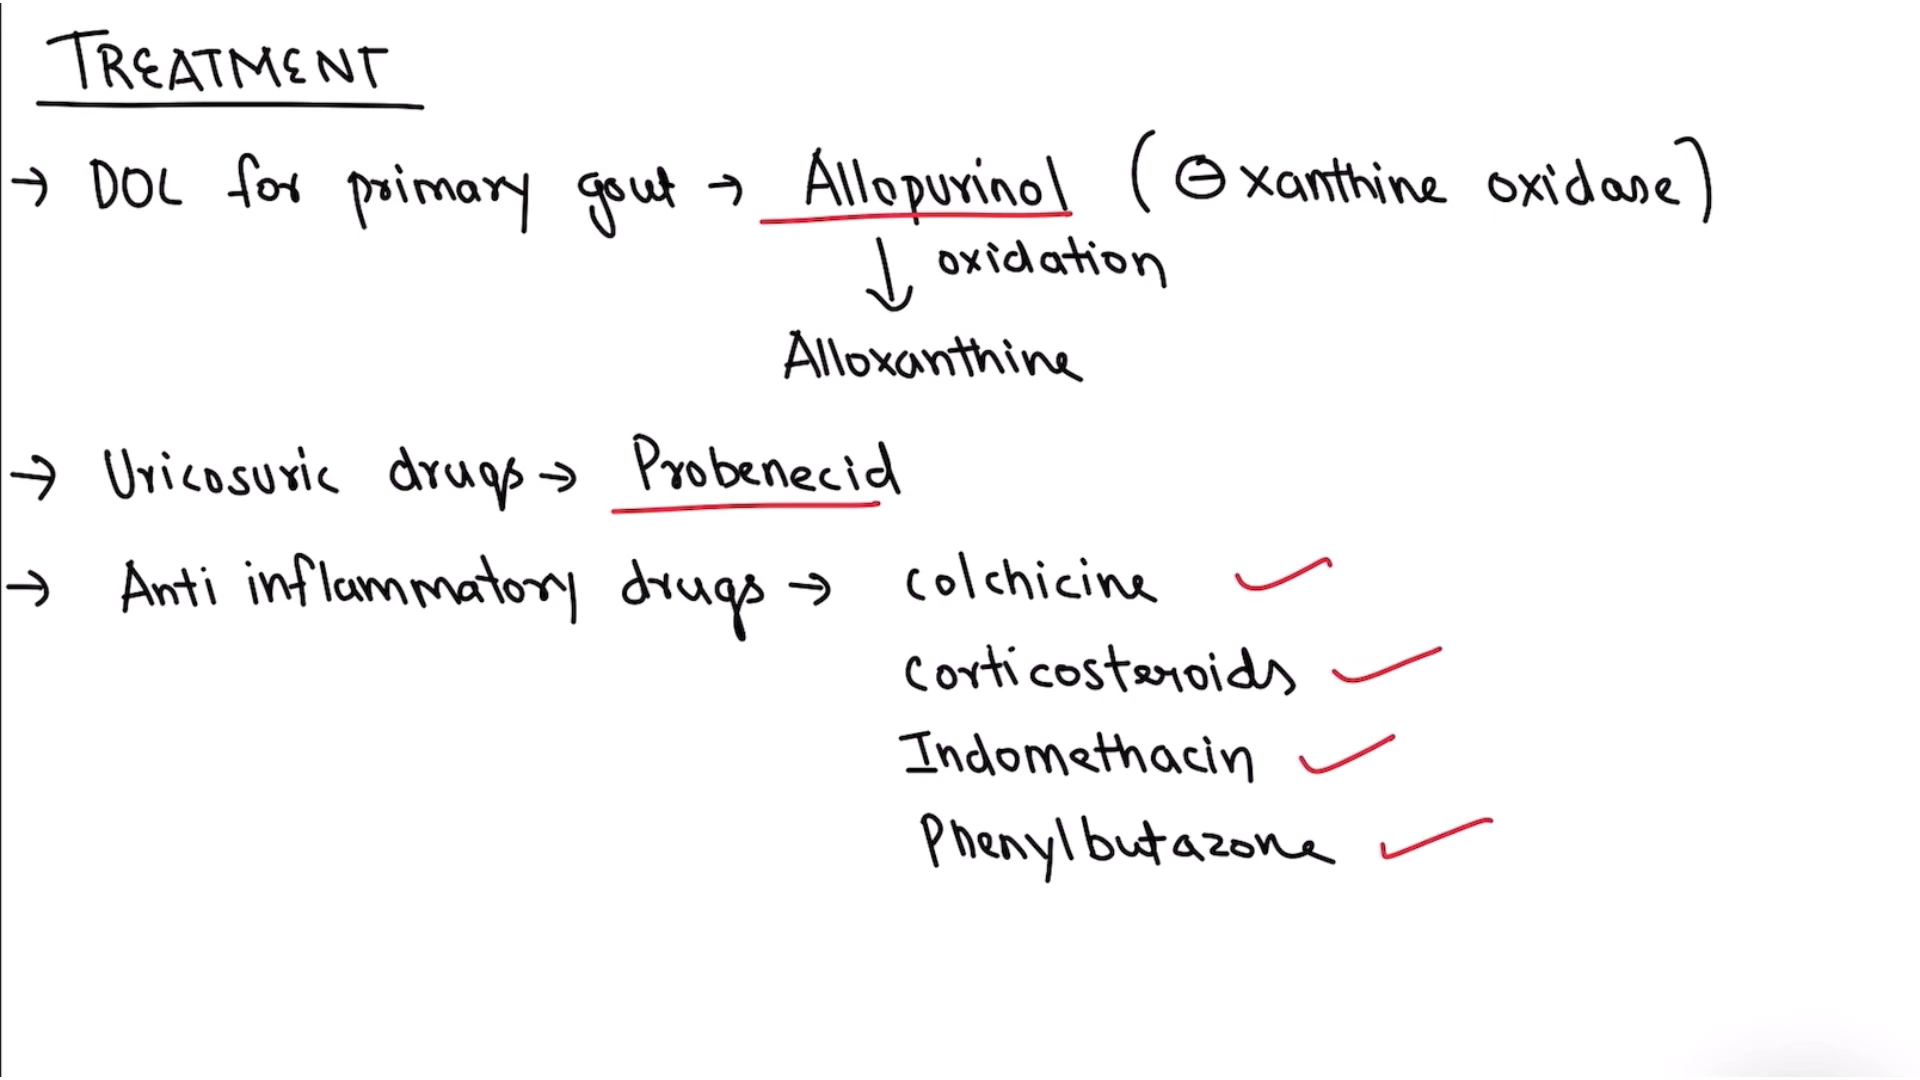 TREATMENT
→ DOC for primary gout → Allopurinol (⊖ xanthine oxidase)
↓ oxidation
Alloxanthine
→ Uricosuric drugs → Probenecid
→ Anti inflammatory drugs → colchicine ✓
corticosteroids ✓
Indomethacin ✓
Phenylbutazone ✓